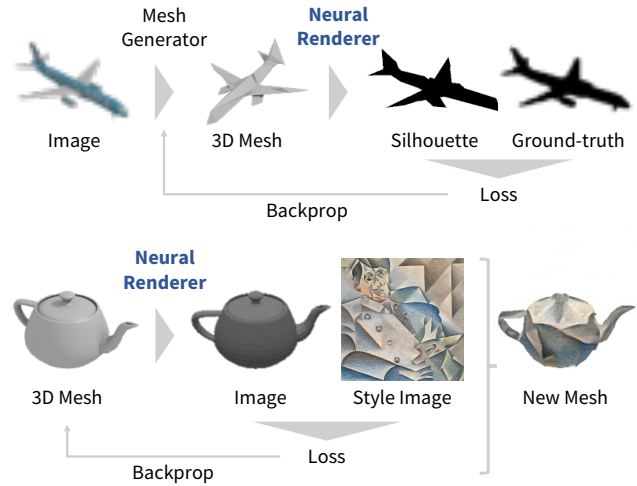 Mesh
Generator
Neural
Renderer
Image
3D Mesh
Silhouette
Ground-truth
Loss
Backprop
Neural
Renderer
3D Mesh
Image
Style Image
New Mesh
Loss
Backprop